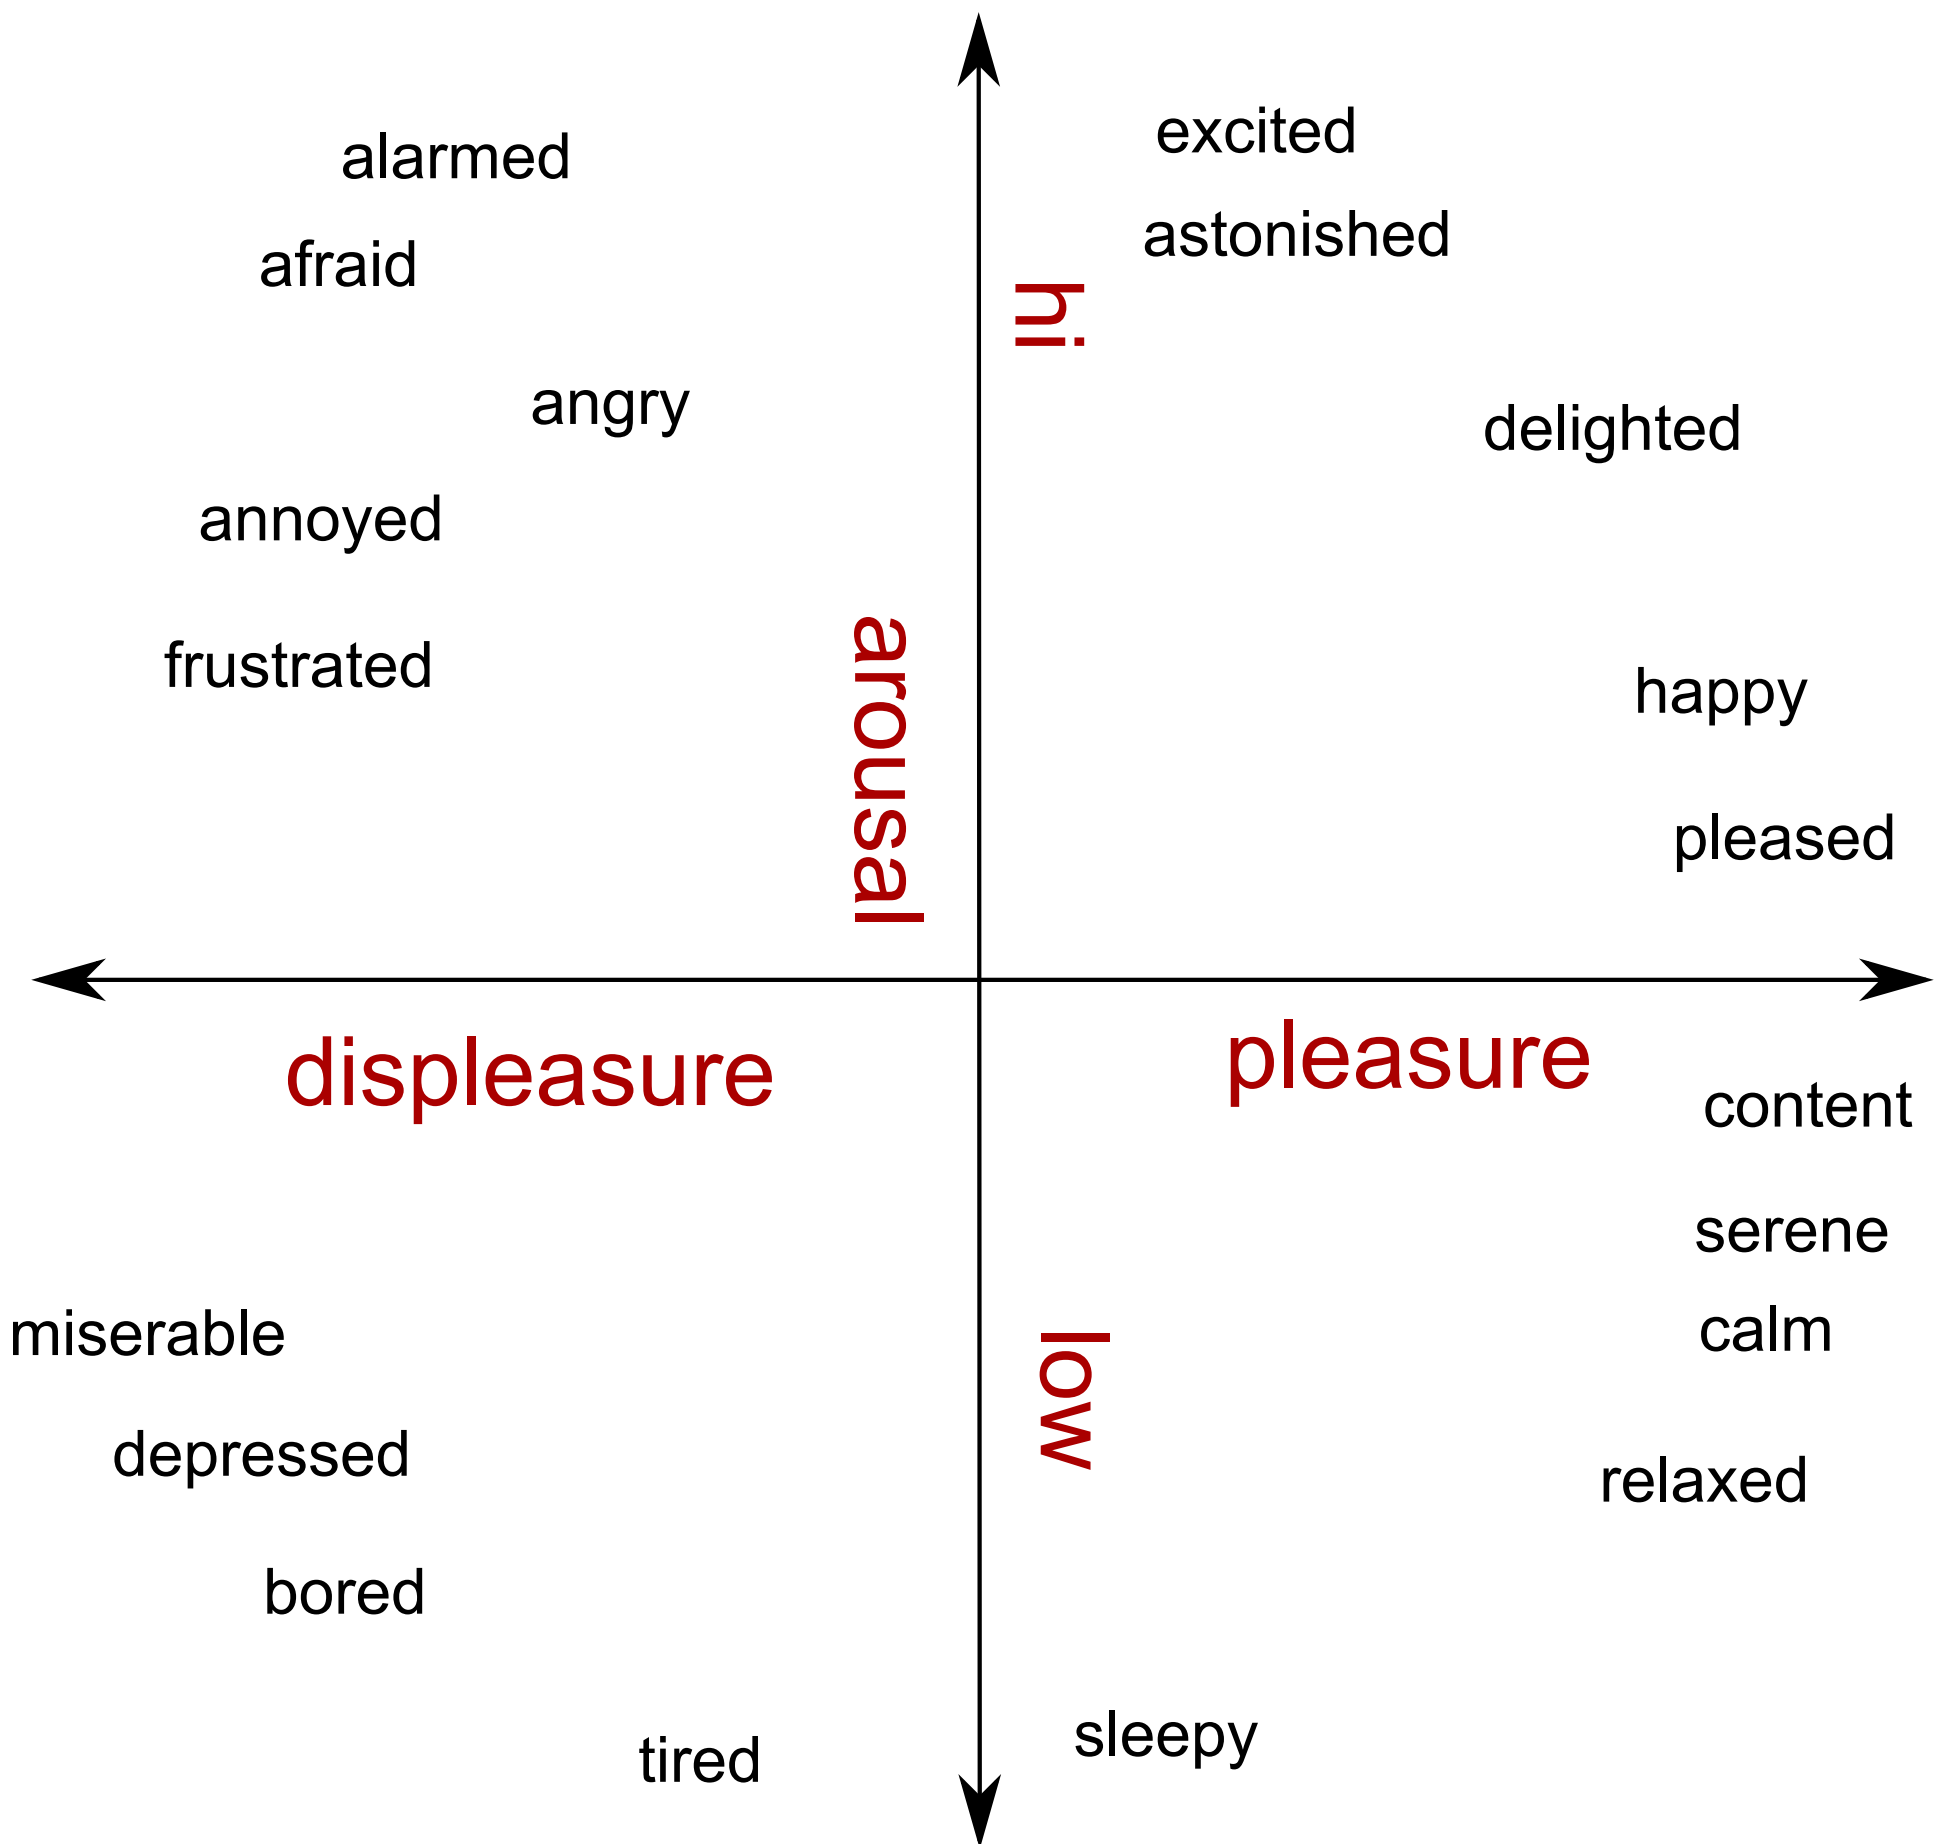 excited
alarmed
astonished
afraid
hi
angry
delighted
annoyed
frustrated
happy
arousal
pleased
pleasure
displeasure
content
serene
calm
miserable
low
depressed
relaxed
bored
sleepy
tired